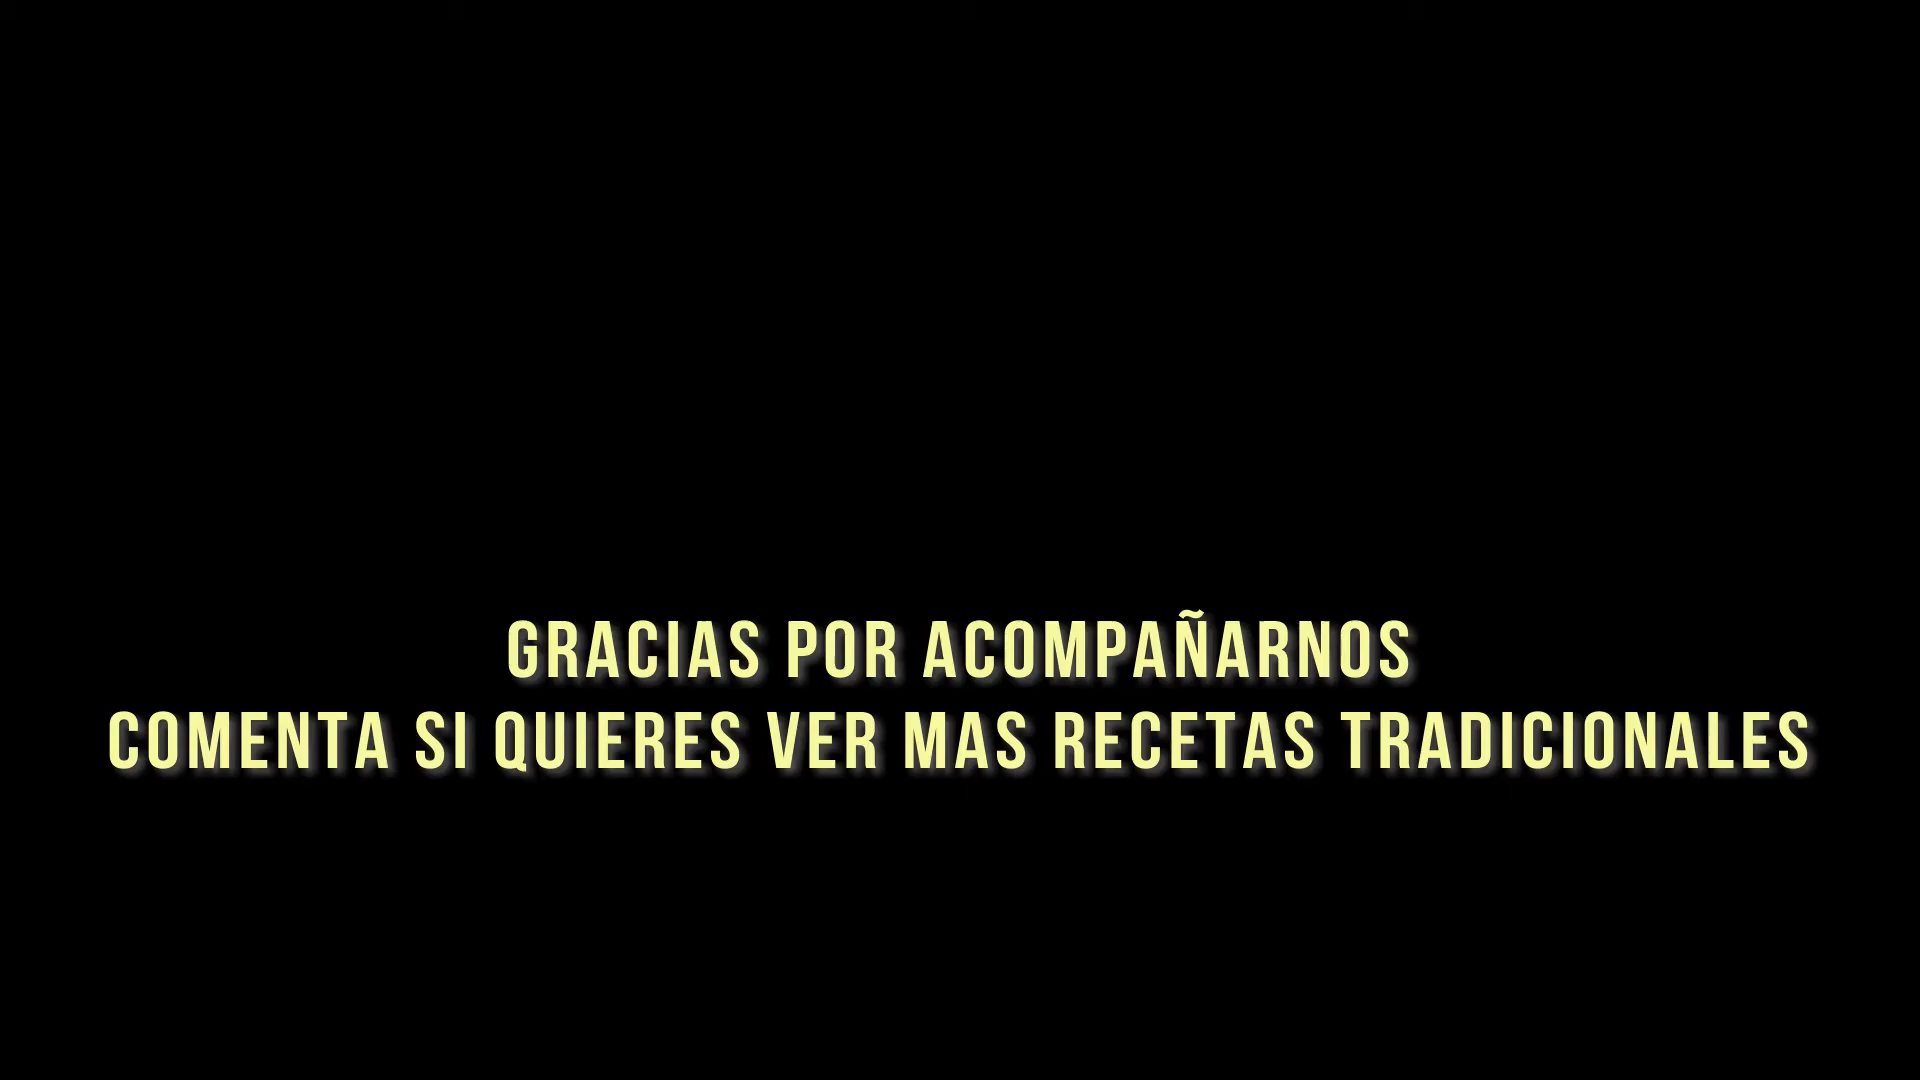 GRACIAS POR ACOMPAÑARNOS
COMENTA SI QUIERES VER MAS RECETAS TRADICIONALES